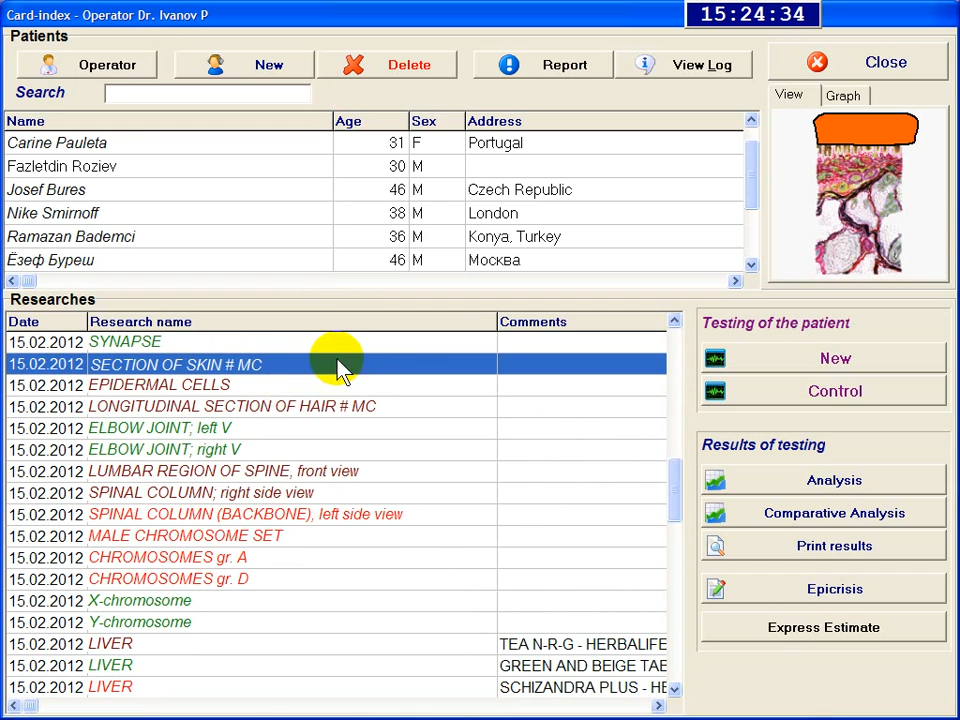 Card-index - Operator Dr. Ivanov P
15:24:34
Patients
Operator New Delete Report View Log Close
Search
View Graph
Name Age Sex Address
Carine Pauleta 31 F Portugal
Fazletdin Roziev 30 M
Josef Bures 46 M Czech Republic
Nike Smirnoff 38 M London
Ramazan Bademci 36 M Konya, Turkey
Ёзеф Буреш 46 M Москва
Researches
Date Research name Comments
15.02.2012 SYNAPSE
15.02.2012 SECTION OF SKIN # MC
15.02.2012 EPIDERMAL CELLS
15.02.2012 LONGITUDINAL SECTION OF HAIR # MC
15.02.2012 ELBOW JOINT; left V
15.02.2012 ELBOW JOINT; right V
15.02.2012 LUMBAR REGION OF SPINE, front view
15.02.2012 SPINAL COLUMN; right side view
15.02.2012 SPINAL COLUMN (BACKBONE), left side view
15.02.2012 MALE CHROMOSOME SET
15.02.2012 CHROMOSOMES gr. A
15.02.2012 CHROMOSOMES gr. D
15.02.2012 X-chromosome
15.02.2012 Y-chromosome
15.02.2012 LIVER TEA N-R-G - HERBALIFE
15.02.2012 LIVER GREEN AND BEIGE TAE
15.02.2012 LIVER SCHIZANDRA PLUS - HE
Testing of the patient
New
Control
Results of testing
Analysis
Comparative Analysis
Print results
Epicrisis
Express Estimate